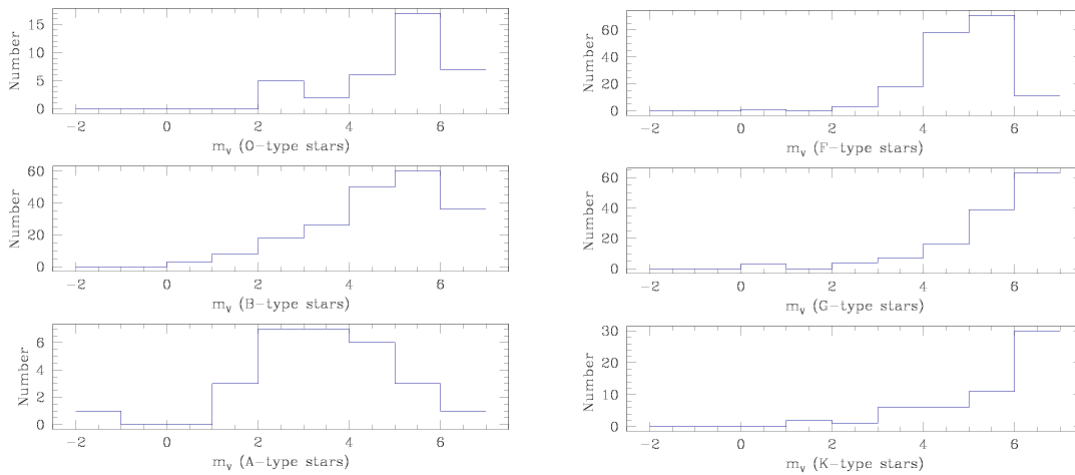 Number
15
10
5
0
−2 0 2 4 6
m_v (O−type stars)
Number
60
40
20
0
−2 0 2 4 6
m_v (B−type stars)
Number
6
4
2
0
−2 0 2 4 6
m_v (A−type stars)
Number
60
40
20
0
−2 0 2 4 6
m_v (F−type stars)
Number
60
40
20
0
−2 0 2 4 6
m_v (G−type stars)
Number
30
20
10
0
−2 0 2 4 6
m_v (K−type stars)